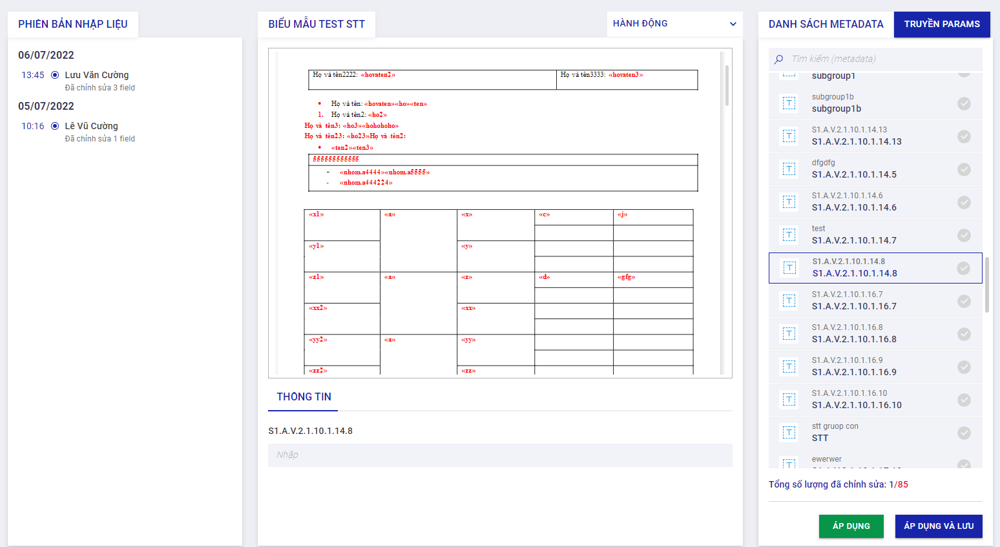 PHIÊN BẢN NHẬP LIỆU
06/07/2022
13:45 Lưu Văn Cường
Đã chỉnh sửa 3 field
05/07/2022
10:16 Lê Vũ Cường
Đã chỉnh sửa 1 field
BIỂU MẪU TEST STT
HÀNH ĐỘNG
Họ và tên2222: «hovaten2» Họ và tên3333: «hovaten3»
• Họ và tên: «hovaten»«ho»«ten»
1. Họ và tên2: «ho2»
Họ và tên3: «ho3»«hohohoho»
Họ và tên23: «ho23»Họ và tên2:
• «ten2»«ten3»
555555555555
- «nhom.a4444»«nhom.a5555»
- «nhom.a444224»
«x1» «a» «x» «c» «j»
«y1» «y»
«z1» «a» «z» «d» «gfg»
«xx2» «xx»
«yy2» «a» «yy»
«zz2» «zz»
THÔNG TIN
S1.A.V.2.1.10.1.14.8
Nhập
DANH SÁCH METADATA
TRUYỀN PARAMS
Tìm kiếm (metadata)
subgroup1
subgroup1b
subgroup1b
S1.A.V.2.1.10.1.14.13
S1.A.V.2.1.10.1.14.13
dfgdfg
S1.A.V.2.1.10.1.14.5
S1.A.V.2.1.10.1.14.6
S1.A.V.2.1.10.1.14.6
test
S1.A.V.2.1.10.1.14.7
S1.A.V.2.1.10.1.14.8
S1.A.V.2.1.10.1.14.8
S1.A.V.2.1.10.1.16.7
S1.A.V.2.1.10.1.16.7
S1.A.V.2.1.10.1.16.8
S1.A.V.2.1.10.1.16.8
S1.A.V.2.1.10.1.16.9
S1.A.V.2.1.10.1.16.9
S1.A.V.2.1.10.1.16.10
S1.A.V.2.1.10.1.16.10
stt gruop con
STT
ewerwer
Tổng số lượng đã chỉnh sửa: 1/85
ÁP DỤNG
ÁP DỤNG VÀ LƯU